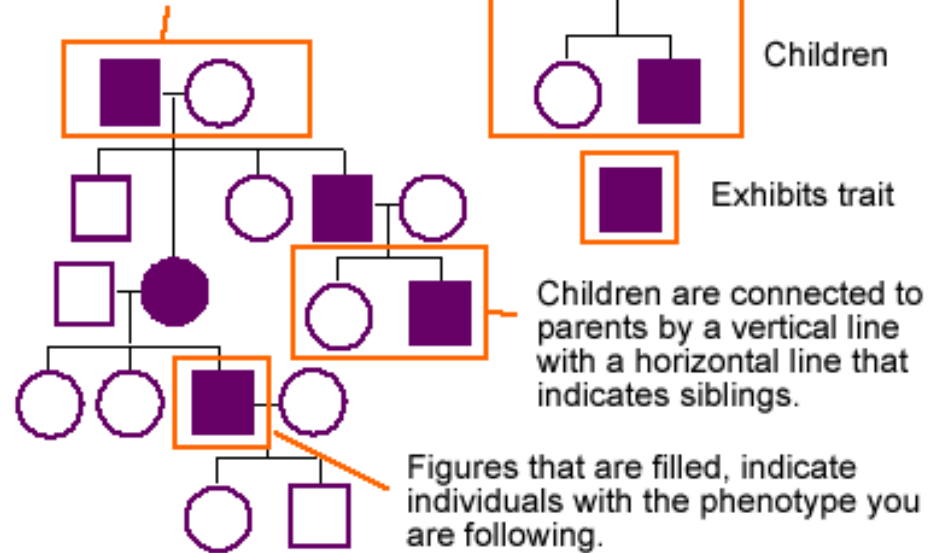 Children
Exhibits trait
Children are connected to
parents by a vertical line
with a horizontal line that
indicates siblings.
Figures that are filled, indicate
individuals with the phenotype you
are following.